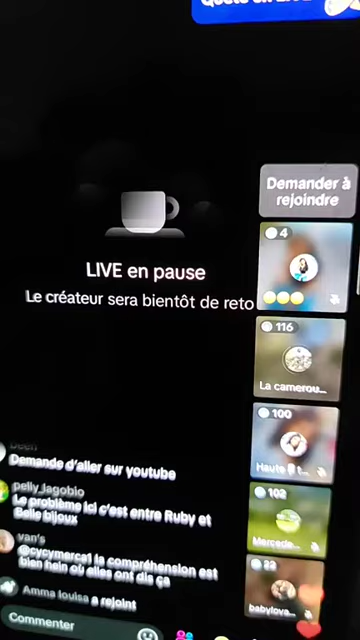 Demander à
rejoindre
4
LIVE en pause
Le créateur sera bientôt de reto
116
La camerou...
100
102
Mercede...
22
babylova...
Demande d'aller sur youtube
pelly_lagobio
Le problème ici c'est entre Ruby et
Belle bijoux
van's
@cycymerca1 la compréhension est
bien hein où elles ont dis ça
Amma louisa a rejoint
Commenter